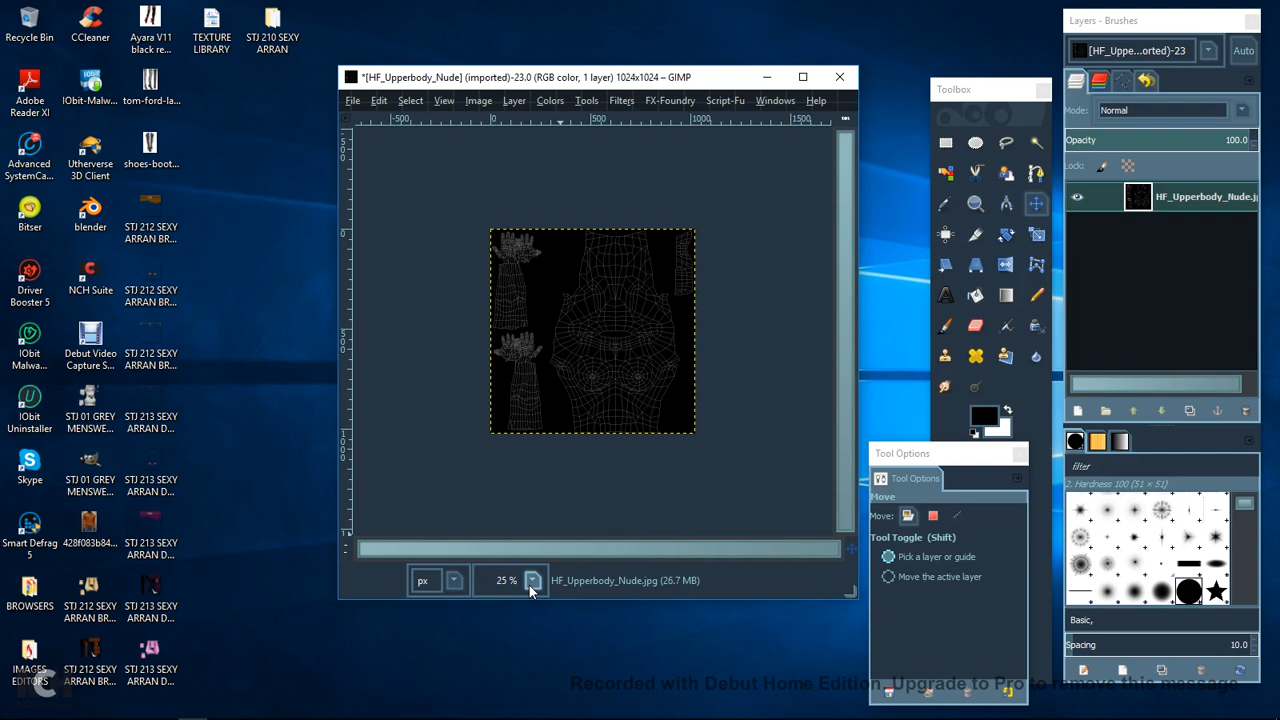 Recycle Bin
CCleaner
Ayara V11
black re...
TEXTURE
LIBRARY
STJ 210 SEXY
ARRAN
Adobe
Reader XI
IObit-Malw...
tom-ford-la...
Advanced
SystemCa...
Utherverse
3D Client
shoes-boot...
Bitser
blender
STJ 212 SEXY
ARRAN BR...
Driver
Booster 5
NCH Suite
STJ 212 SEXY
ARRAN BR...
IObit
Malwa...
Debut Video
Capture S...
STJ 212 SEXY
ARRAN BR...
IObit
Uninstaller
STJ 01 GREY
MENSWE...
STJ 213 SEXY
ARRAN D...
Skype
STJ 01 GREY
MENSWE...
STJ 213 SEXY
ARRAN D...
Smart Defrag
5
428f083b84...
STJ 213 SEXY
ARRAN D...
BROWSERS
STJ 212 SEXY
ARRAN BR...
STJ 213 SEXY
ARRAN D...
IMAGES
EDITORS
STJ 212 SEXY
ARRAN BR...
STJ 213 SEXY
ARRAN D...
*[HF_Upperbody_Nude] (imported)-23.0 (RGB color, 1 layer) 1024x1024 – GIMP
File Edit Select View Image Layer Colors Tools Filters FX-Foundry Script-Fu Windows Help
-500 0 500 1000 1500
px 25 % HF_Upperbody_Nude.jpg (26.7 MB)
Toolbox
Tool Options
Tool Options
Move
Move:
Tool Toggle (Shift)
Pick a layer or guide
Move the active layer
Layers - Brushes
[HF_Uppe...orted)-23 Auto
Mode: Normal
Opacity 100.0
Lock:
HF_Upperbody_Nude.j
filter
2. Hardness 100 (51 × 51)
Basic,
Spacing 10.0
Recorded with Debut Home Edition. Upgrade to Pro to remove this message